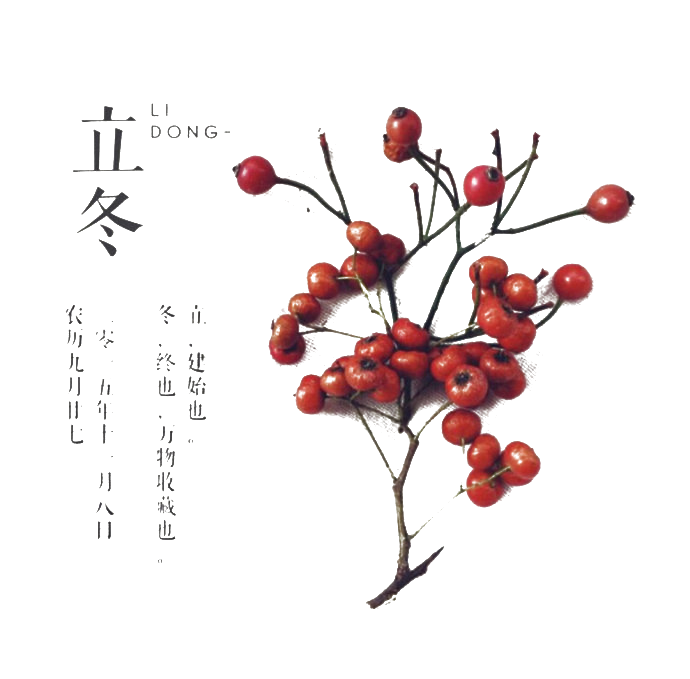 立冬
LI
DONG-
立，建始也。
冬，终也，万物收藏也。
二零一五年十一月八日
农历九月廿七